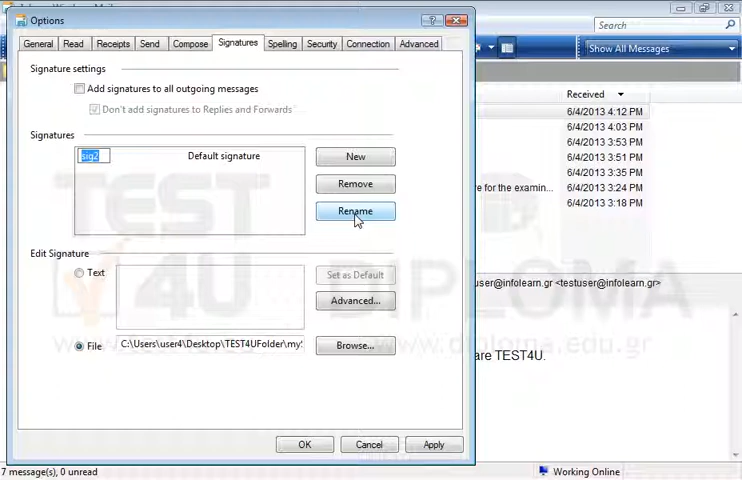 Options
Search
General Read Receipts Send Compose Signatures Spelling Security Connection Advanced
Show All Messages
Signature settings
Add signatures to all outgoing messages
Don't add signatures to Replies and Forwards
Received
6/4/2013 4:12 PM
6/4/2013 4:03 PM
6/4/2013 3:53 PM
6/4/2013 3:51 PM
6/4/2013 3:35 PM
e for the examin... 6/4/2013 3:24 PM
6/4/2013 3:18 PM
Signatures
sig2 Default signature
New
Remove
Rename
Edit Signature
Text
Set as Default
Advanced...
File C:\Users\user4\Desktop\TEST4UFolder\my
Browse...
user@infolearn.gr <testuser@infolearn.gr>
are TEST4U.
TEST
4U DIPLOMA
www.diploma.edu.gr
OK Cancel Apply
7 message(s), 0 unread
Working Online